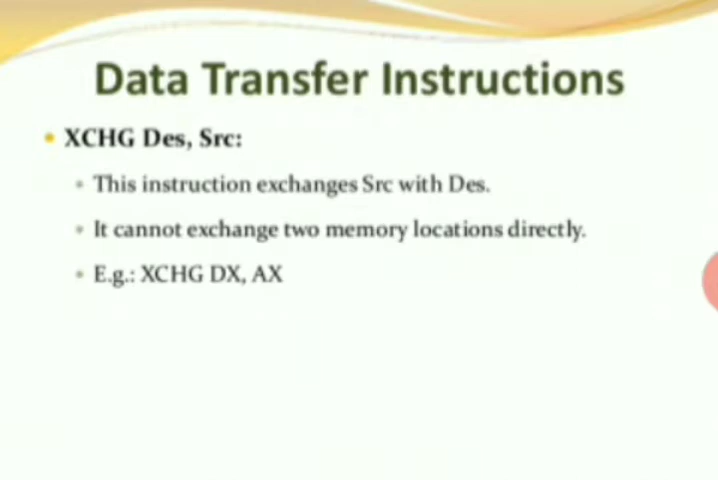 Data Transfer Instructions
• XCHG Des, Src:
• This instruction exchanges Src with Des.
• It cannot exchange two memory locations directly.
• E.g.: XCHG DX, AX